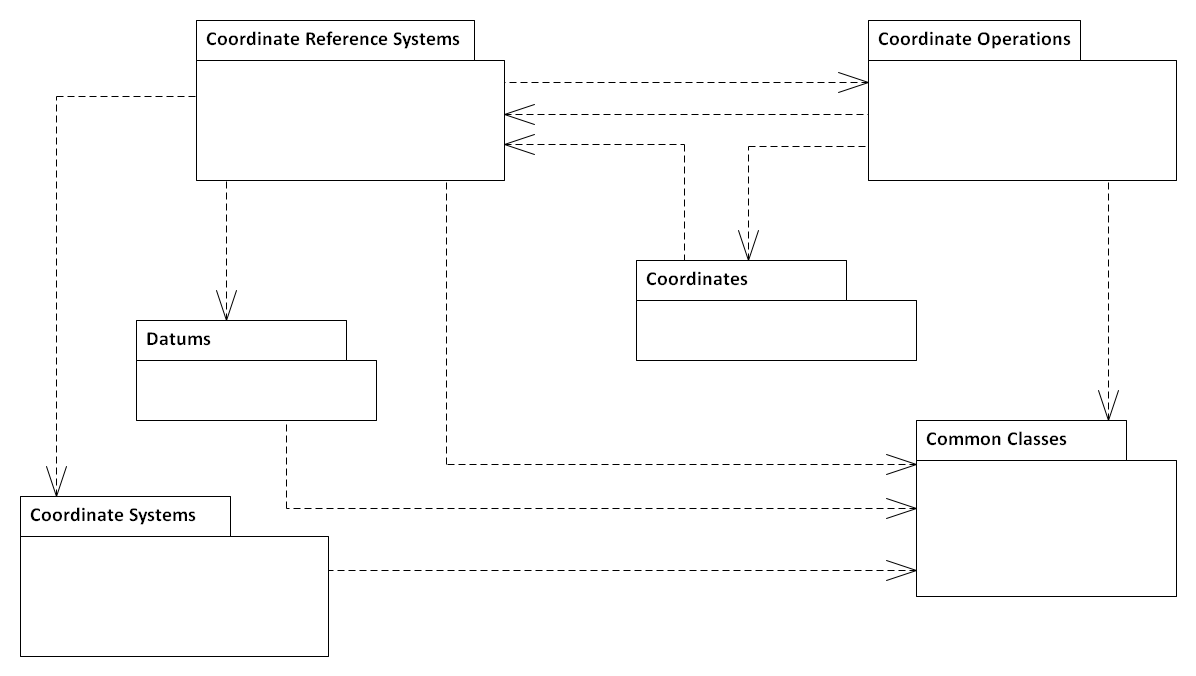 Coordinate Reference Systems
Coordinate Operations
Coordinates
Datums
Common Classes
Coordinate Systems